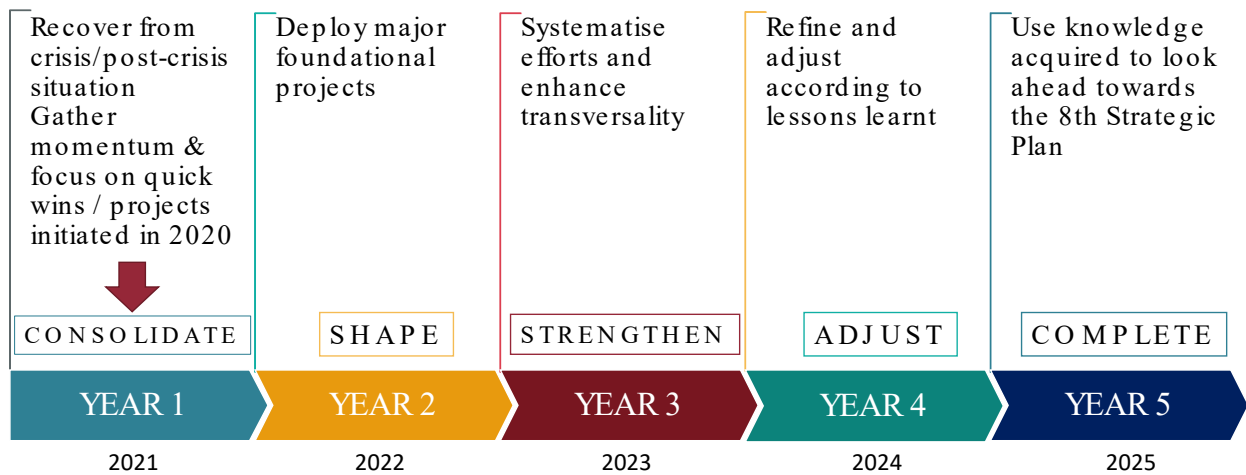 Recover from
crisis/post-crisis
situation
Gather
momentum &
focus on quick
wins / projects
initiated in 2020
Deploy major
foundational
projects
Systematise
efforts and
enhance
transversality
Refine and
adjust
according to
lessons learnt
Use knowledge
acquired to look
ahead towards
the 8th Strategic
Plan
CONSOLIDATE
SHAPE
STRENGTHEN
ADJUST
COMPLETE
YEAR 1
YEAR 2
YEAR 3
YEAR 4
YEAR 5
2021
2022
2023
2024
2025